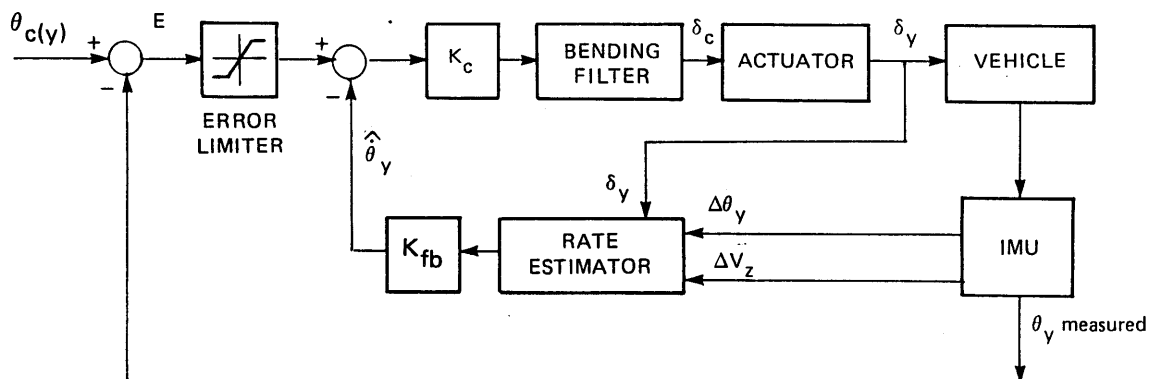 θc(y)
+
−
E
ERROR
LIMITER
+
−
Kc
BENDING
FILTER
δc
ACTUATOR
δy
VEHICLE
θ̇̂y
δy
Kfb
RATE
ESTIMATOR
Δθy
ΔVz
IMU
θy measured